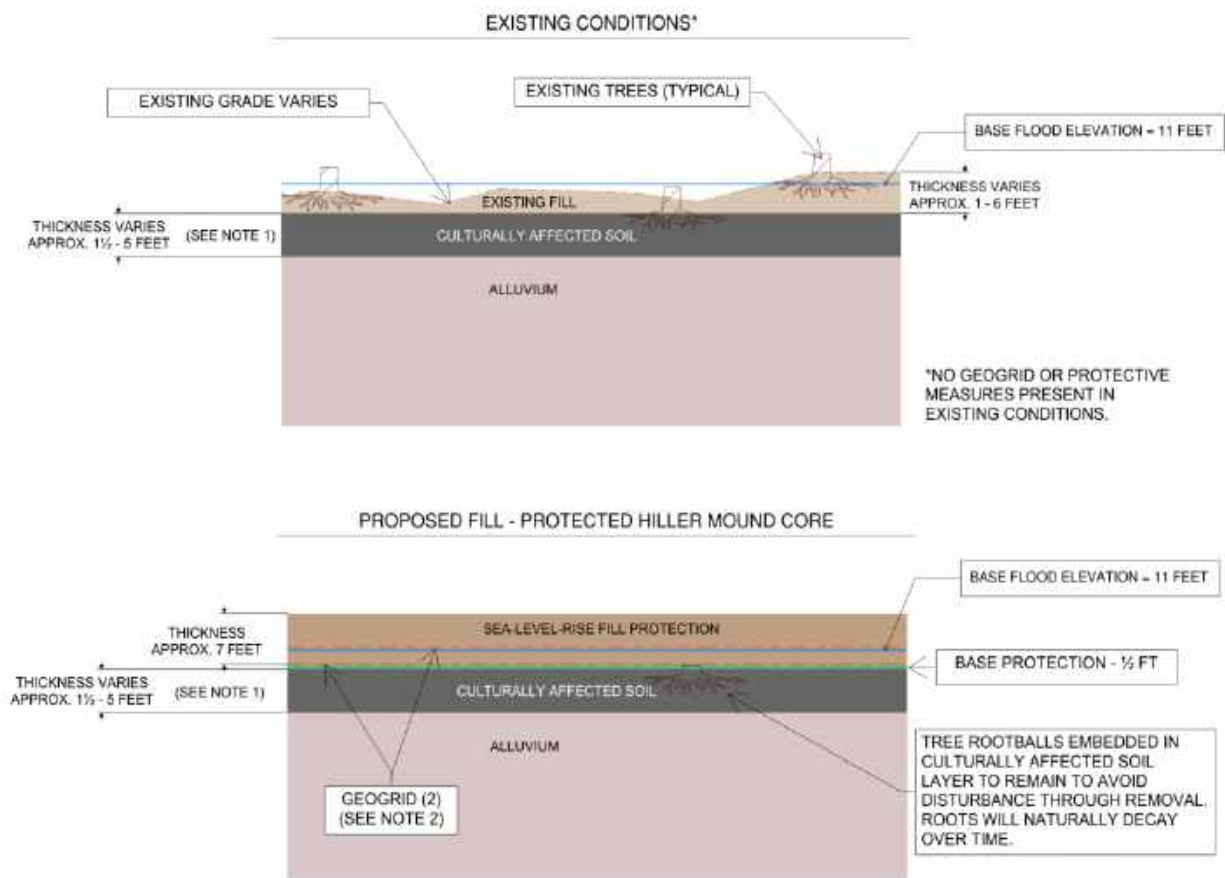 EXISTING CONDITIONS*
EXISTING TREES (TYPICAL)
EXISTING GRADE VARIES
BASE FLOOD ELEVATION = 11 FEET
THICKNESS VARIES
APPROX. 1 - 6 FEET
EXISTING FILL
THICKNESS VARIES
APPROX. 1½ - 5 FEET
(SEE NOTE 1)
CULTURALLY AFFECTED SOIL
ALLUVIUM
*NO GEOGRID OR PROTECTIVE
MEASURES PRESENT IN
EXISTING CONDITIONS.
PROPOSED FILL - PROTECTED HILLER MOUND CORE
BASE FLOOD ELEVATION = 11 FEET
SEA-LEVEL-RISE FILL PROTECTION
THICKNESS
APPROX. 7 FEET
BASE PROTECTION - ½ FT
THICKNESS VARIES
APPROX. 1½ - 5 FEET
(SEE NOTE 1)
CULTURALLY AFFECTED SOIL
ALLUVIUM
GEOGRID (2)
(SEE NOTE 2)
TREE ROOTBALLS EMBEDDED IN
CULTURALLY AFFECTED SOIL
LAYER TO REMAIN TO AVOID
DISTURBANCE THROUGH REMOVAL.
ROOTS WILL NATURALLY DECAY
OVER TIME.